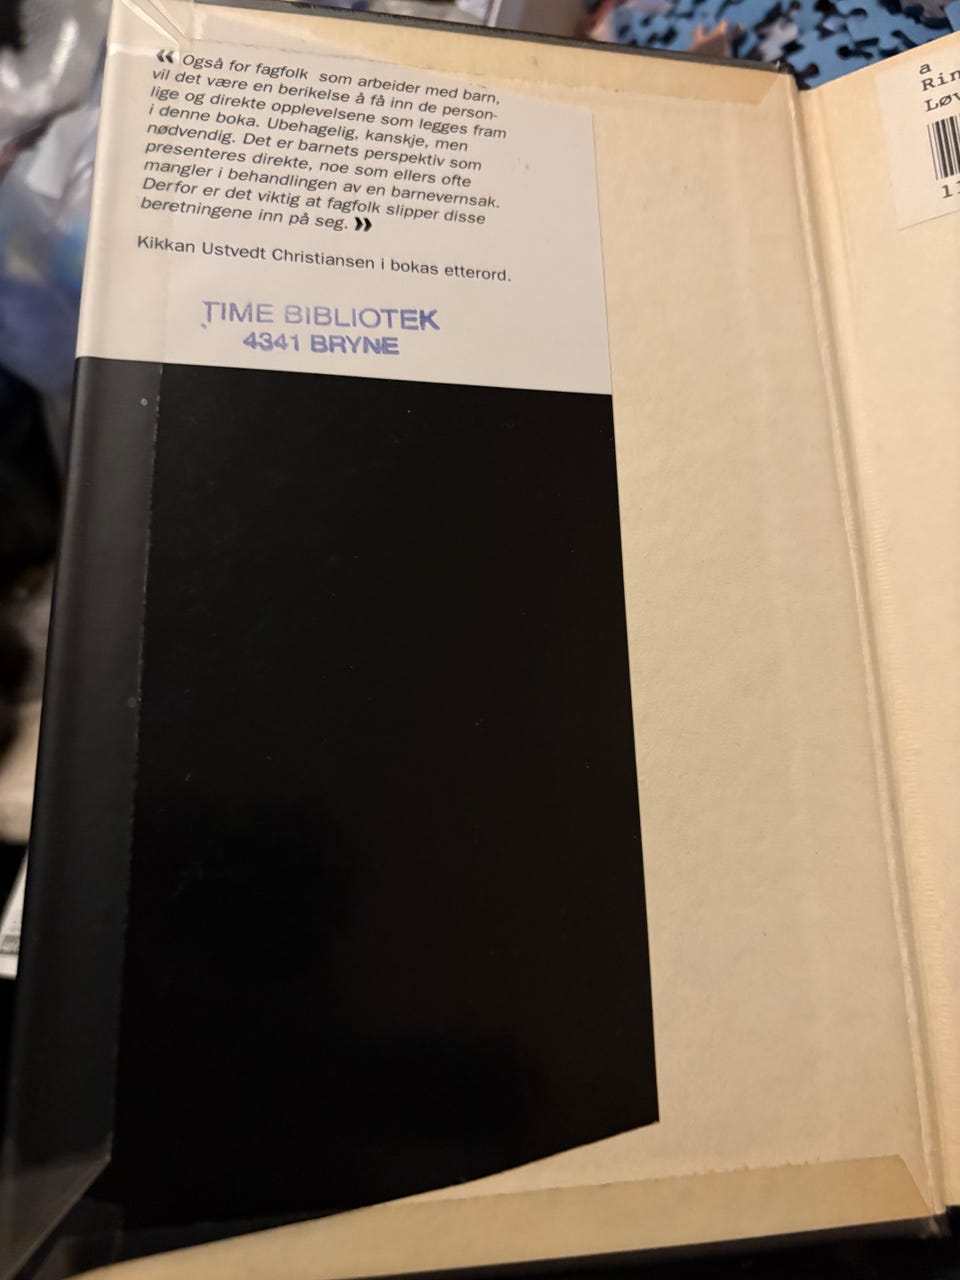 « Også for fagfolk som arbeider med barn,
vil det være en berikelse å få inn de person-
lige og direkte opplevelsene som legges fram
i denne boka. Ubehagelig, kanskje, men
nødvendig. Det er barnets perspektiv som
presenteres direkte, noe som ellers ofte
mangler i behandlingen av en barnevernsak.
Derfor er det viktig at fagfolk slipper disse
beretningene inn på seg. »
Kikkan Ustvedt Christiansen i bokas etterord.
TIME BIBLIOTEK
4341 BRYNE
a